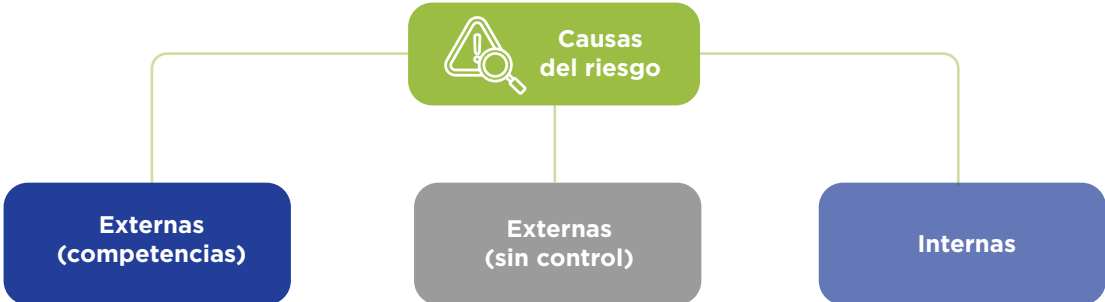 Causas
del riesgo
Externas
(competencias)
Externas
(sin control)
Internas